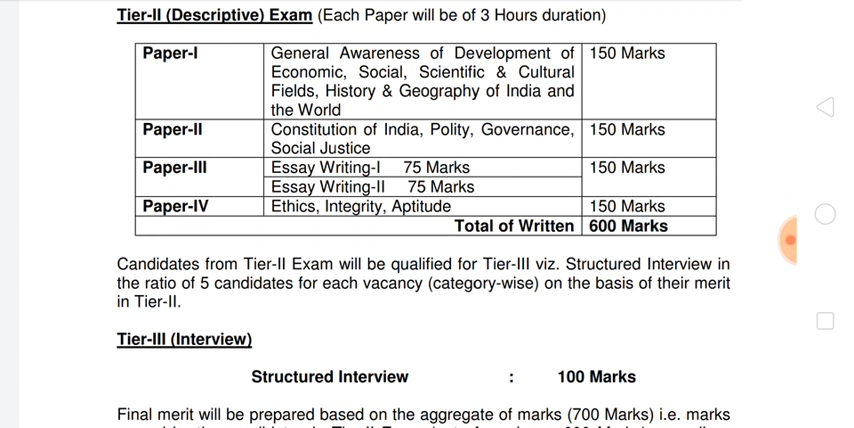 Tier-II (Descriptive) Exam (Each Paper will be of 3 Hours duration)
Paper-I General Awareness of Development of 150 Marks
Economic, Social, Scientific & Cultural
Fields, History & Geography of India and
the World
Paper-II Constitution of India, Polity, Governance, 150 Marks
Social Justice
Paper-III Essay Writing-I 75 Marks 150 Marks
Essay Writing-II 75 Marks
Paper-IV Ethics, Integrity, Aptitude 150 Marks
Total of Written 600 Marks
Candidates from Tier-II Exam will be qualified for Tier-III viz. Structured Interview in
the ratio of 5 candidates for each vacancy (category-wise) on the basis of their merit
in Tier-II.
Tier-III (Interview)
Structured Interview : 100 Marks
Final merit will be prepared based on the aggregate of marks (700 Marks) i.e. marks